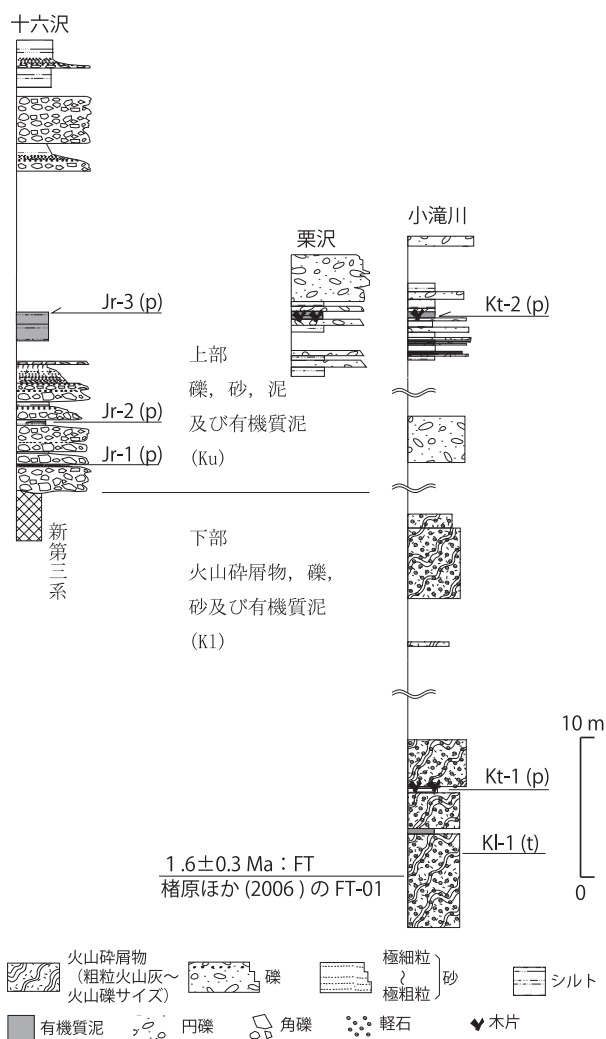 十六沢
小滝川
栗沢
Jr-3 (p)
Kt-2 (p)
上部
礫, 砂, 泥
及び有機質泥
(Ku)
Jr-2 (p)
Jr-1 (p)
新第三系
下部
火山砕屑物, 礫,
砂及び有機質泥
(Kl)
10 m
0
Kt-1 (p)
Kl-1 (t)
1.6±0.3 Ma : FT
楮原ほか (2006 ) の FT-01
火山砕屑物
(粗粒火山灰～
火山礫サイズ)
礫
極細粒
～
極粗粒
砂
シルト
有機質泥
円礫
角礫
軽石
木片